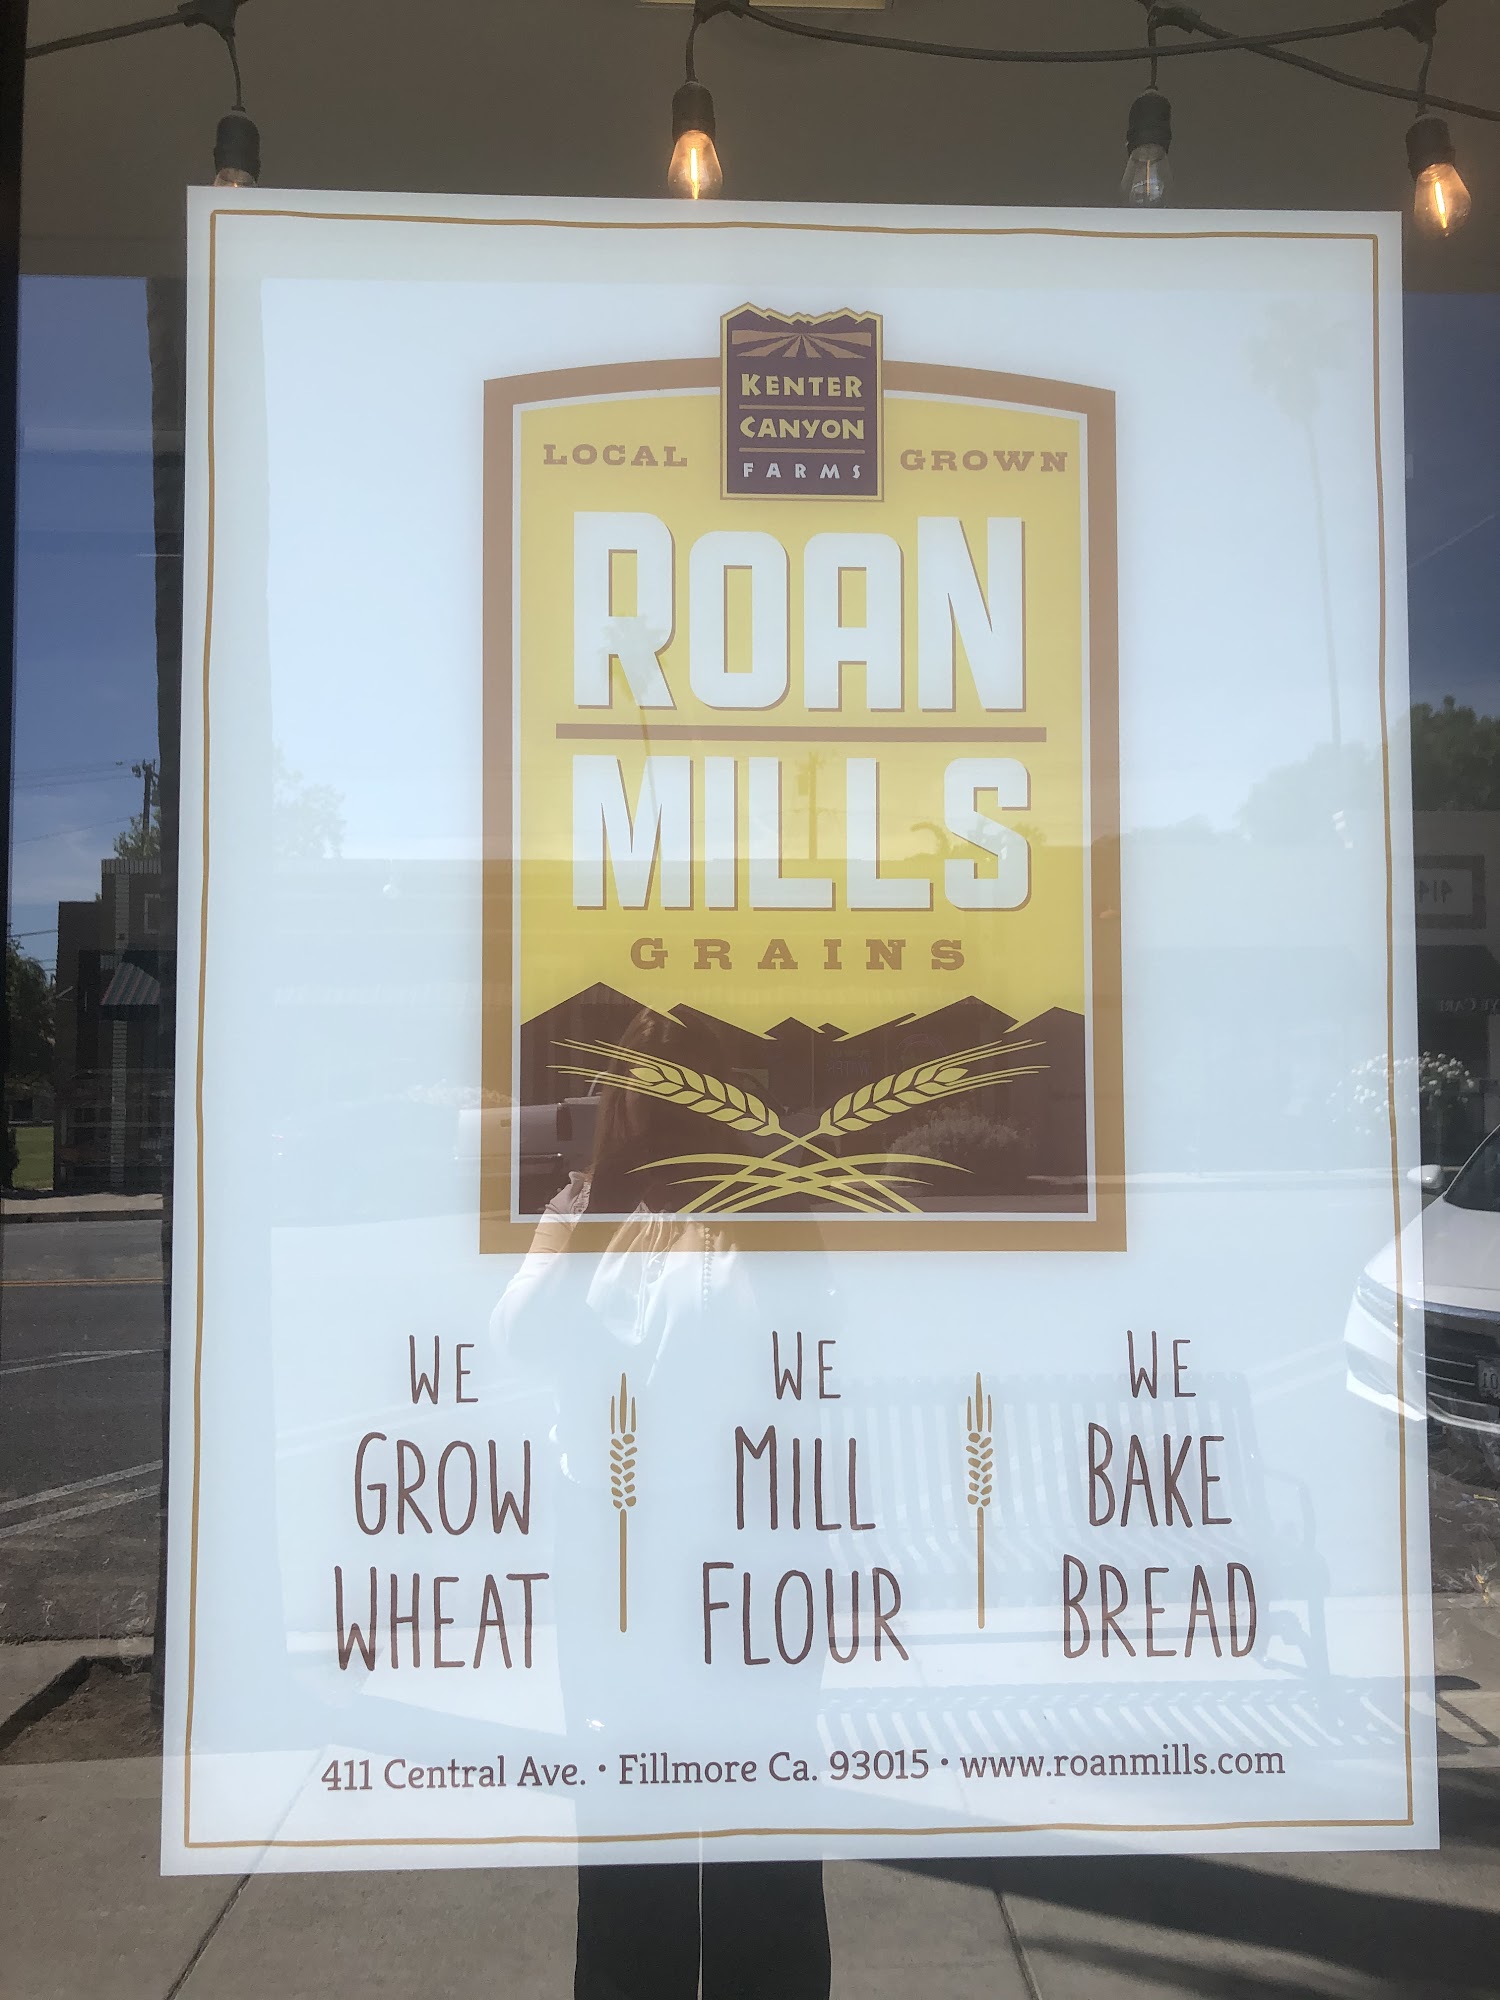 KENTER
CANYON
FARMS
LOCAL GROWN
ROAN
MILLS
GRAINS
WE
GROW
WHEAT
WE
MILL
FLOUR
WE
BAKE
BREAD
411 Central Ave. • Fillmore Ca. 93015 • www.roanmills.com